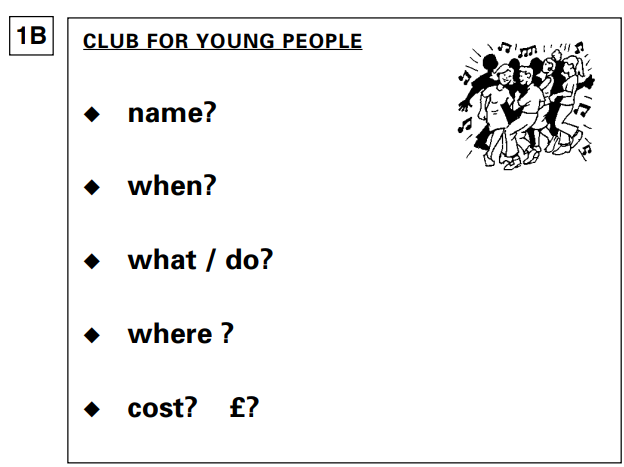 1B
CLUB FOR YOUNG PEOPLE
◆ name?
◆ when?
◆ what / do?
◆ where ?
◆ cost? £?